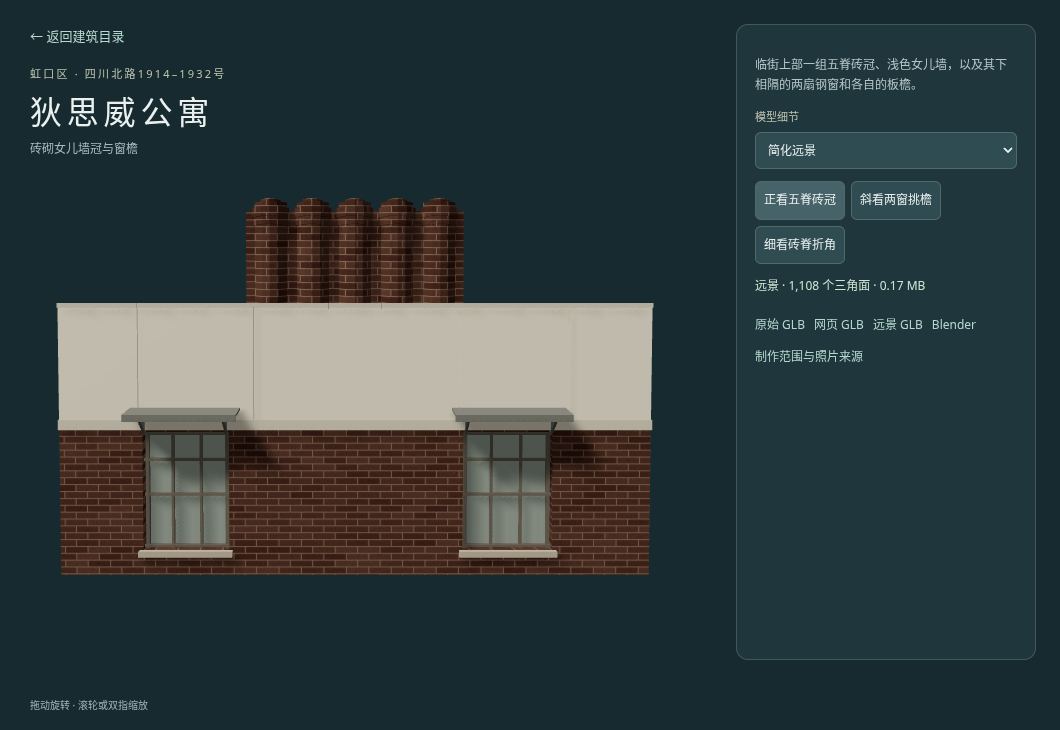 ← 返回建筑目录
虹口区 · 四川北路1914–1932号
狄思威公寓
砖砌女儿墙冠与窗檐
临街上部一组五脊砖冠、浅色女儿墙，以及其下
相隔的两扇钢窗和各自的板檐。
模型细节
简化远景
正看五脊砖冠 斜看两窗挑檐
细看砖脊折角
远景 · 1,108 个三角面 · 0.17 MB
原始 GLB 网页 GLB 远景 GLB Blender
制作范围与照片来源
拖动旋转 · 滚轮或双指缩放